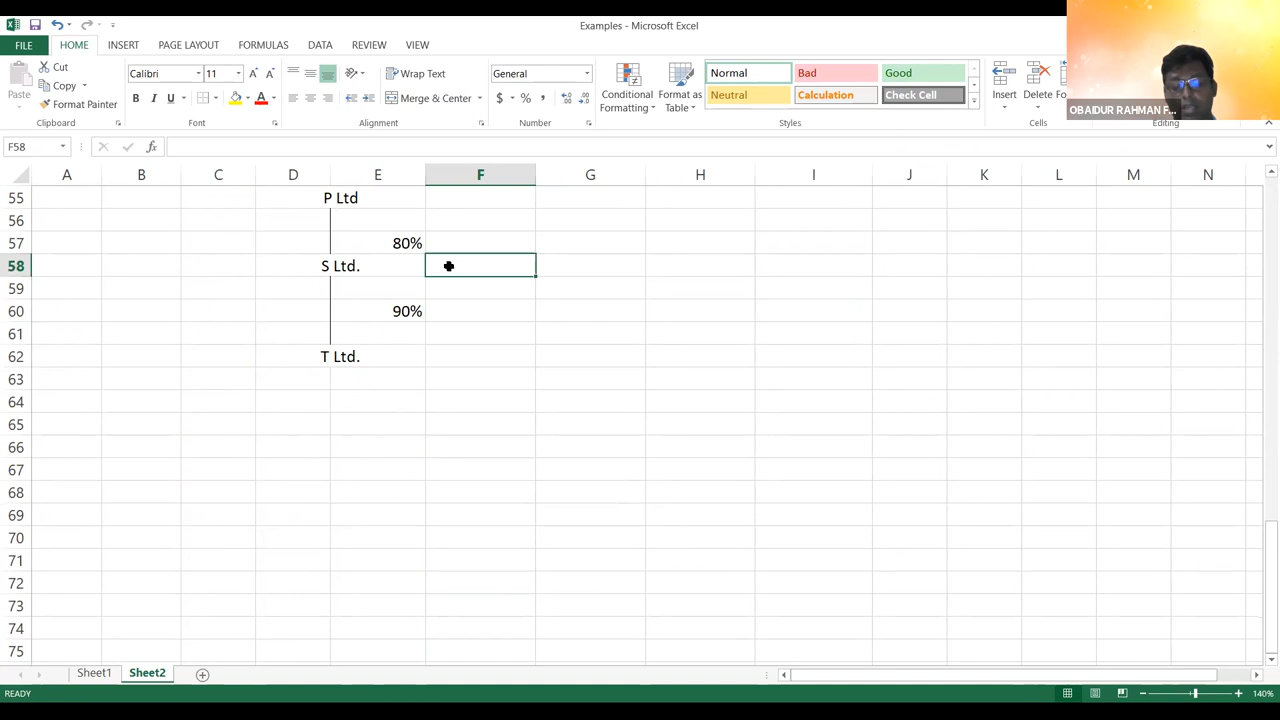 Examples - Microsoft Excel
FILE HOME INSERT PAGE LAYOUT FORMULAS DATA REVIEW VIEW
Cut
Copy
Format Painter
Paste
Clipboard
Calibri 11
B I U
Font
Wrap Text
Merge & Center
Alignment
General
$ % ,
Number
Conditional Formatting
Format as Table
Normal Bad Good
Neutral Calculation Check Cell
Styles
Insert Delete Fo
Cells
Editing
OBAIDUR RAHMAN F...
F58
A B C D E F G H I J K L M N
55 P Ltd
56
57 80%
58 S Ltd.
59
60 90%
61
62 T Ltd.
63
64
65
66
67
68
69
70
71
72
73
74
75
Sheet1 Sheet2
READY 140%